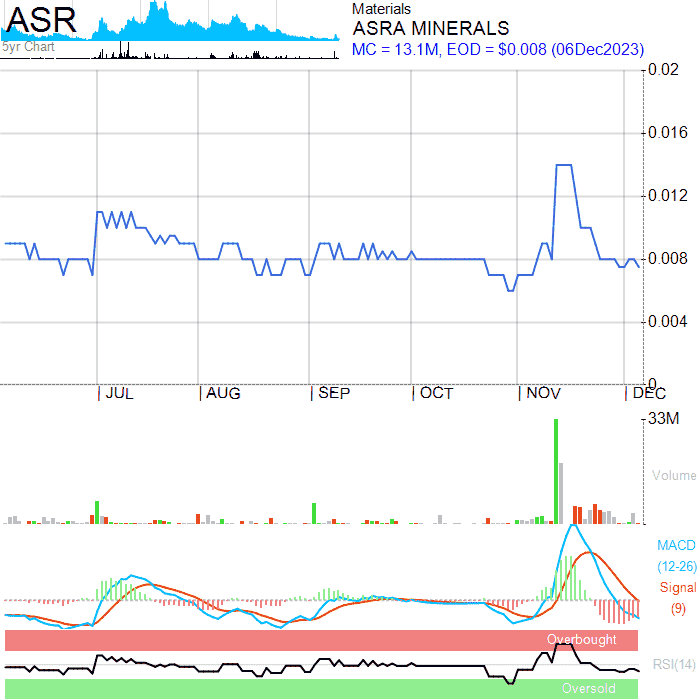 ASR
5yr Chart
Materials
ASRA MINERALS
MC = 13.1M, EOD = $0.008 (06Dec2023)
0.02
0.016
0.012
0.008
0.004
0
JUL AUG SEP OCT NOV DEC
33M
Volume
MACD
(12-26)
Signal
(9)
Overbought
RSI(14)
Oversold